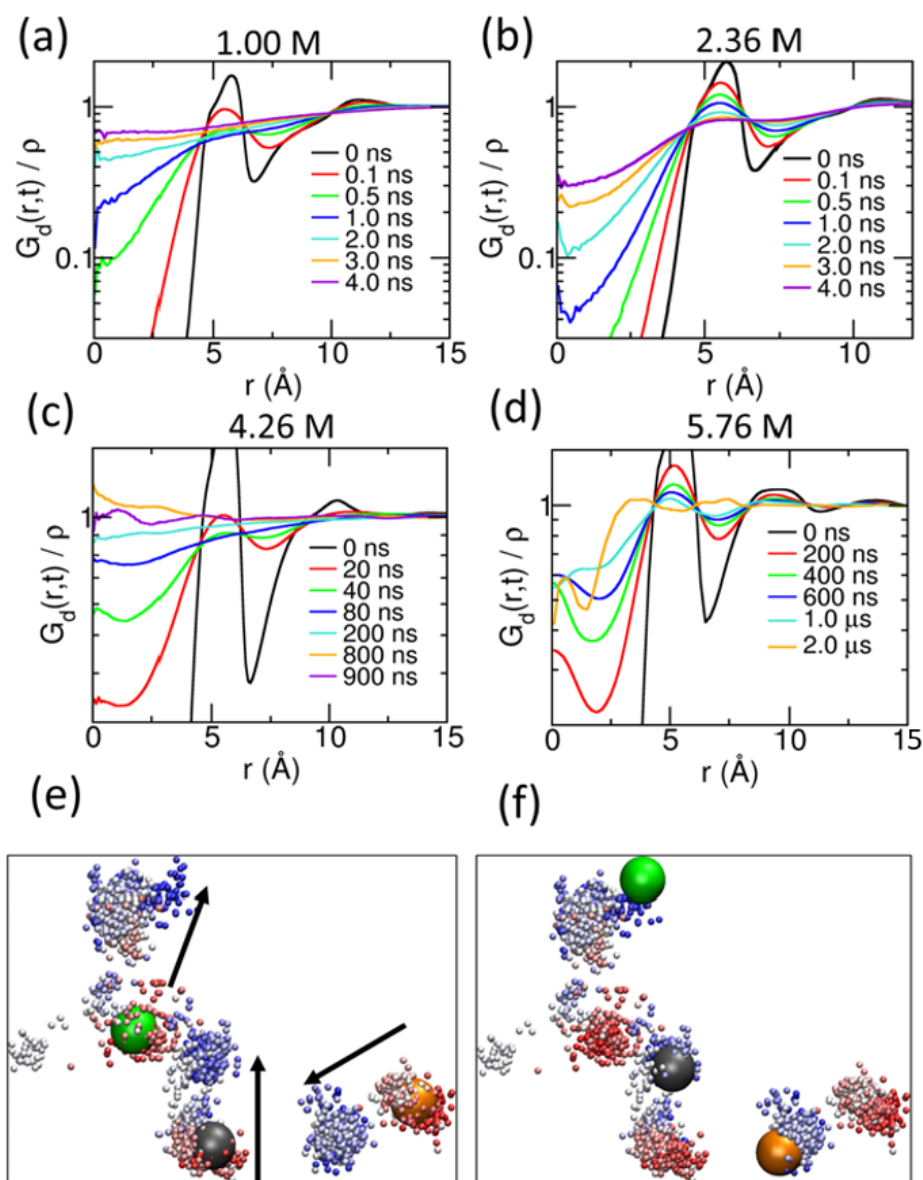 (a)
1.00 M
G_d(r,t) / ρ
1
0.1
0 ns
0.1 ns
0.5 ns
1.0 ns
2.0 ns
3.0 ns
4.0 ns
0 5 10 15
r (Å)
(b)
2.36 M
G_d(r,t) / ρ
1
0.1
0 ns
0.1 ns
0.5 ns
1.0 ns
2.0 ns
3.0 ns
4.0 ns
0 5 10
r (Å)
(c)
4.26 M
G_d(r,t) / ρ
1
0 ns
20 ns
40 ns
80 ns
200 ns
800 ns
900 ns
0 5 10 15
r (Å)
(d)
5.76 M
G_d(r,t) / ρ
1
0 ns
200 ns
400 ns
600 ns
1.0 μs
2.0 μs
0 5 10 15
r (Å)
(e)
(f)